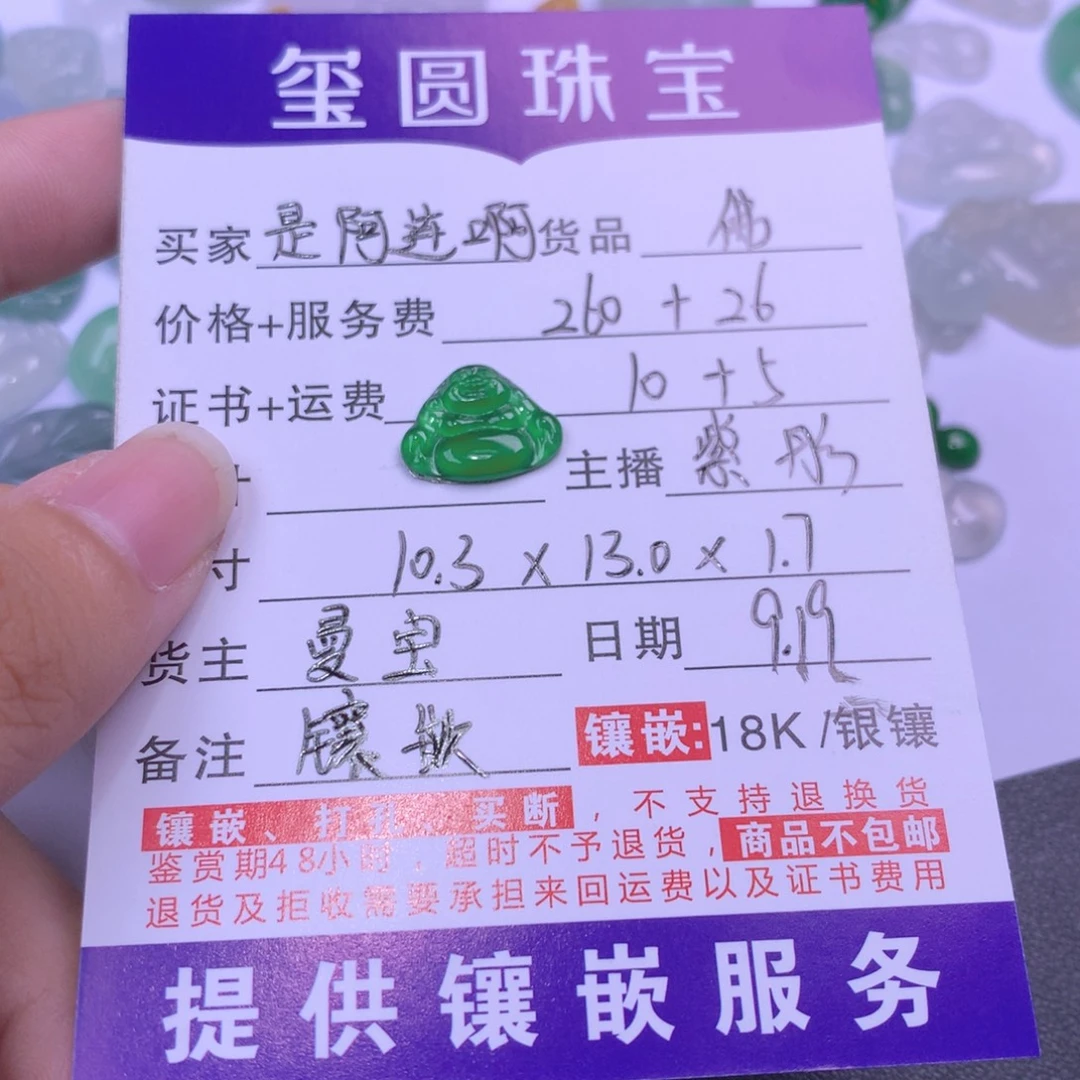 玺圆珠宝
买家 是阿连啊 货品 佛
价格+服务费 260 + 26
证书+运费 10 + 5
主播 紫彤
寸 10.3 x 13.0 x 1.7
货主 曼宝 日期 9.19
备注 镶嵌 镶嵌:18K/银镶
镶嵌、打孔、买断,不支持退换货
鉴赏期48小时,超时不予退货,商品不包邮
退货及拒收需要承担来回运费以及证书费用
提供镶嵌服务